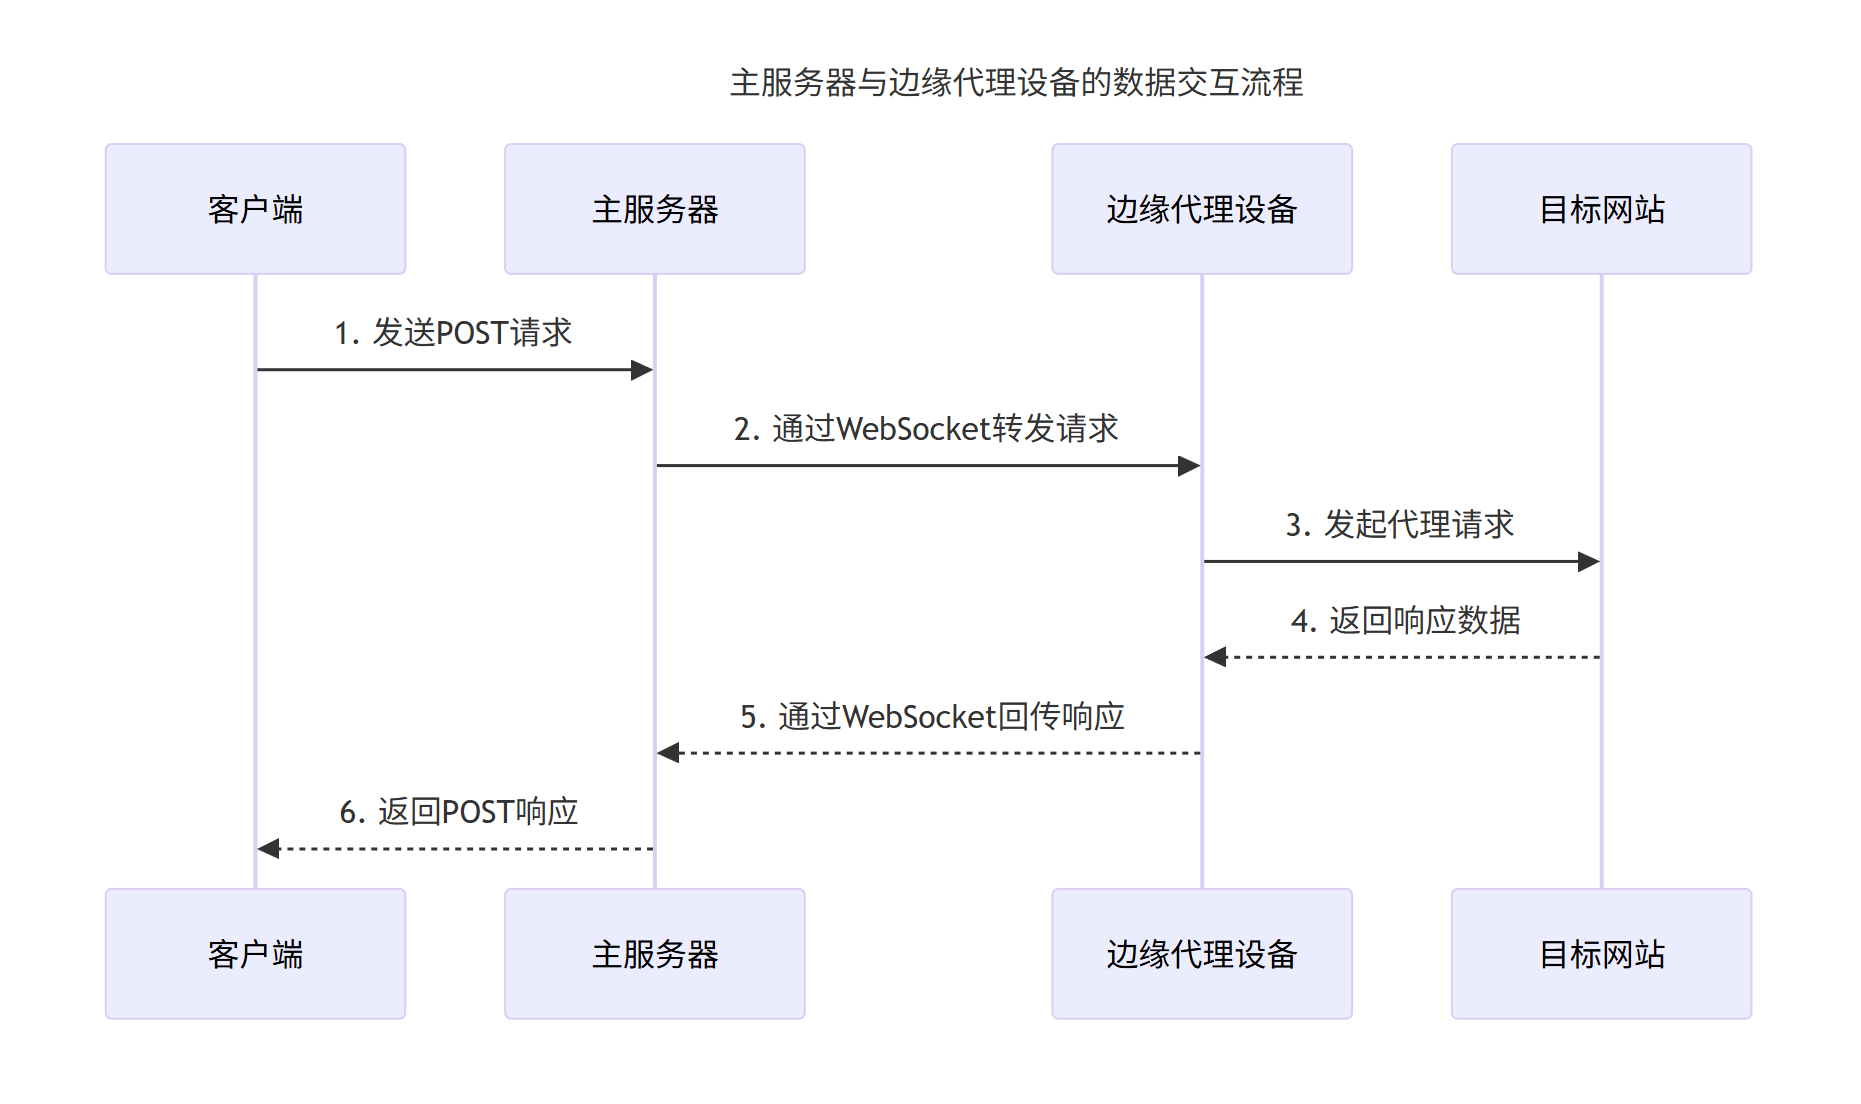 主服务器与边缘代理设备的数据交互流程
客户端
主服务器
边缘代理设备
目标网站
1. 发送POST请求
2. 通过WebSocket转发请求
3. 发起代理请求
4. 返回响应数据
5. 通过WebSocket回传响应
6. 返回POST响应
客户端
主服务器
边缘代理设备
目标网站